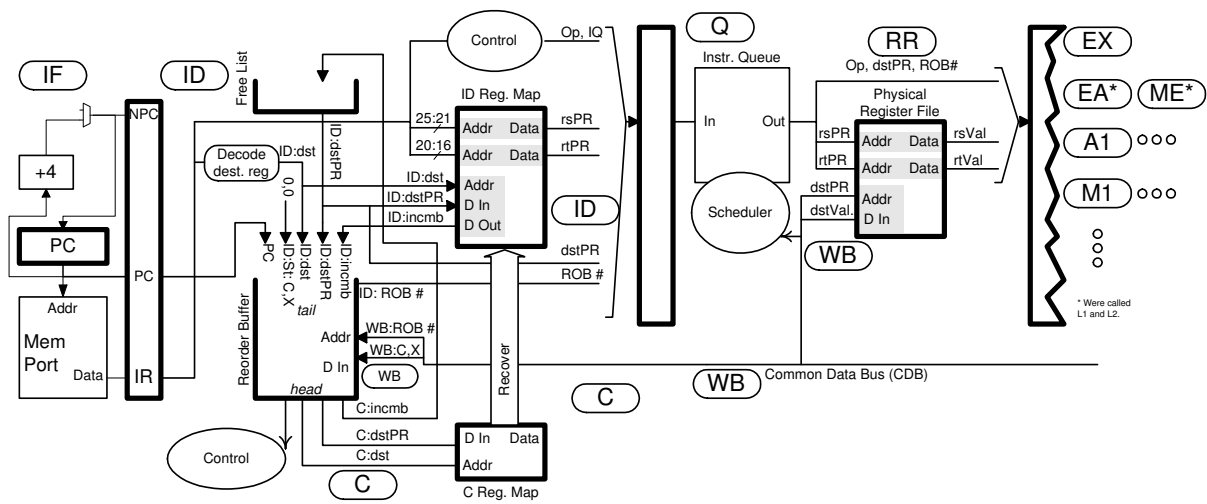 IF
ID
Free List
Control
Op, IQ
Q
Instr. Queue
RR
Op, dstPR, ROB#
EX
EA*
ME*
A1
M1
* Were called
L1 and L2.
NPC
+4
PC
Addr
Mem
Port
Data
PC
IR
Decode
dest. reg
ID:dst
ID:dstPR
ID Reg. Map
25:21
Addr
Data
rsPR
20:16
Addr
Data
rtPR
ID:dst
Addr
ID:dstPR
D In
ID:incmb
D Out
ID
dstPR
ROB #
ID: ROB #
0,0
PC
ID:St: C,X
ID:dst
ID:dstPR
ID:incmb
tail
Reorder Buffer
Addr
WB:ROB #
D In
WB:C,X
WB
head
C:incmb
C:dstPR
C:dst
Control
C
Recover
D In
Data
Addr
C Reg. Map
C
In
Out
Scheduler
WB
Physical
Register File
rsPR
Addr
Data
rsVal
rtPR
Addr
Data
rtVal
dstPR
Addr
dstVal.
D In
WB
Common Data Bus (CDB)